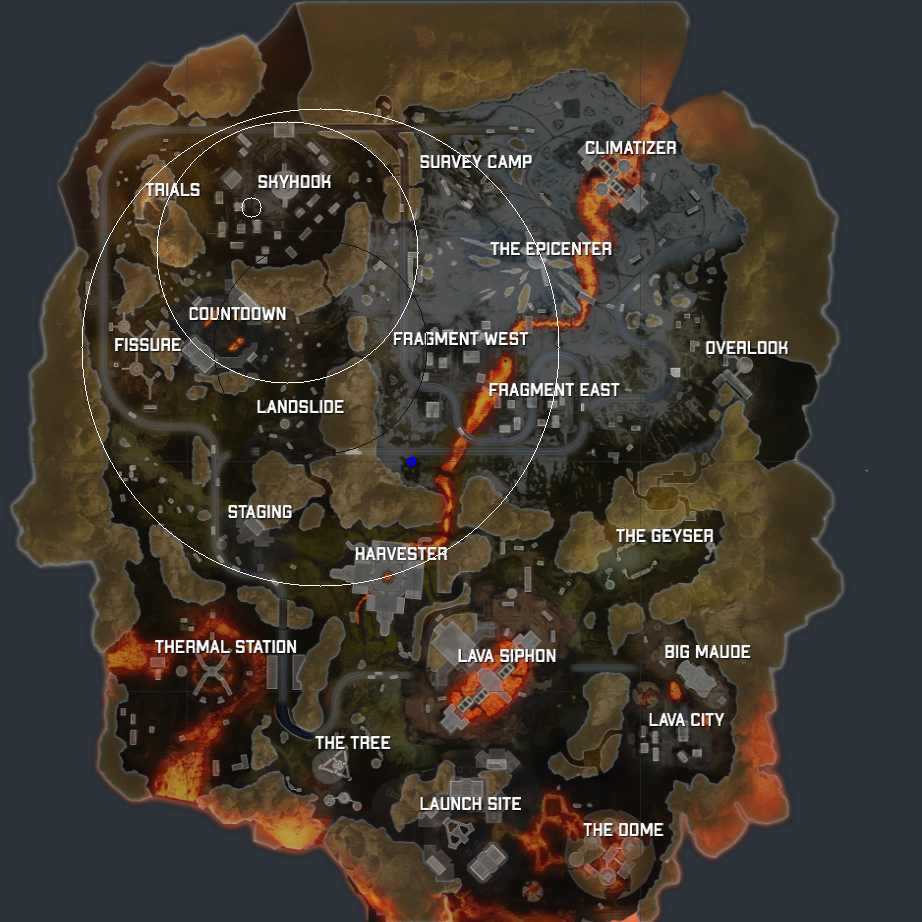 CLIMATIZER
SURVEY CAMP
SKYHOOK
TRIALS
THE EPICENTER
COUNTDOWN
FRAGMENT WEST
FISSURE
OVERLOOK
FRAGMENT EAST
LANDSLIDE
STAGING
THE GEYSER
HARVESTER
THERMAL STATION
LAVA SIPHON
BIG MAUDE
LAVA CITY
THE TREE
LAUNCH SITE
THE DOME